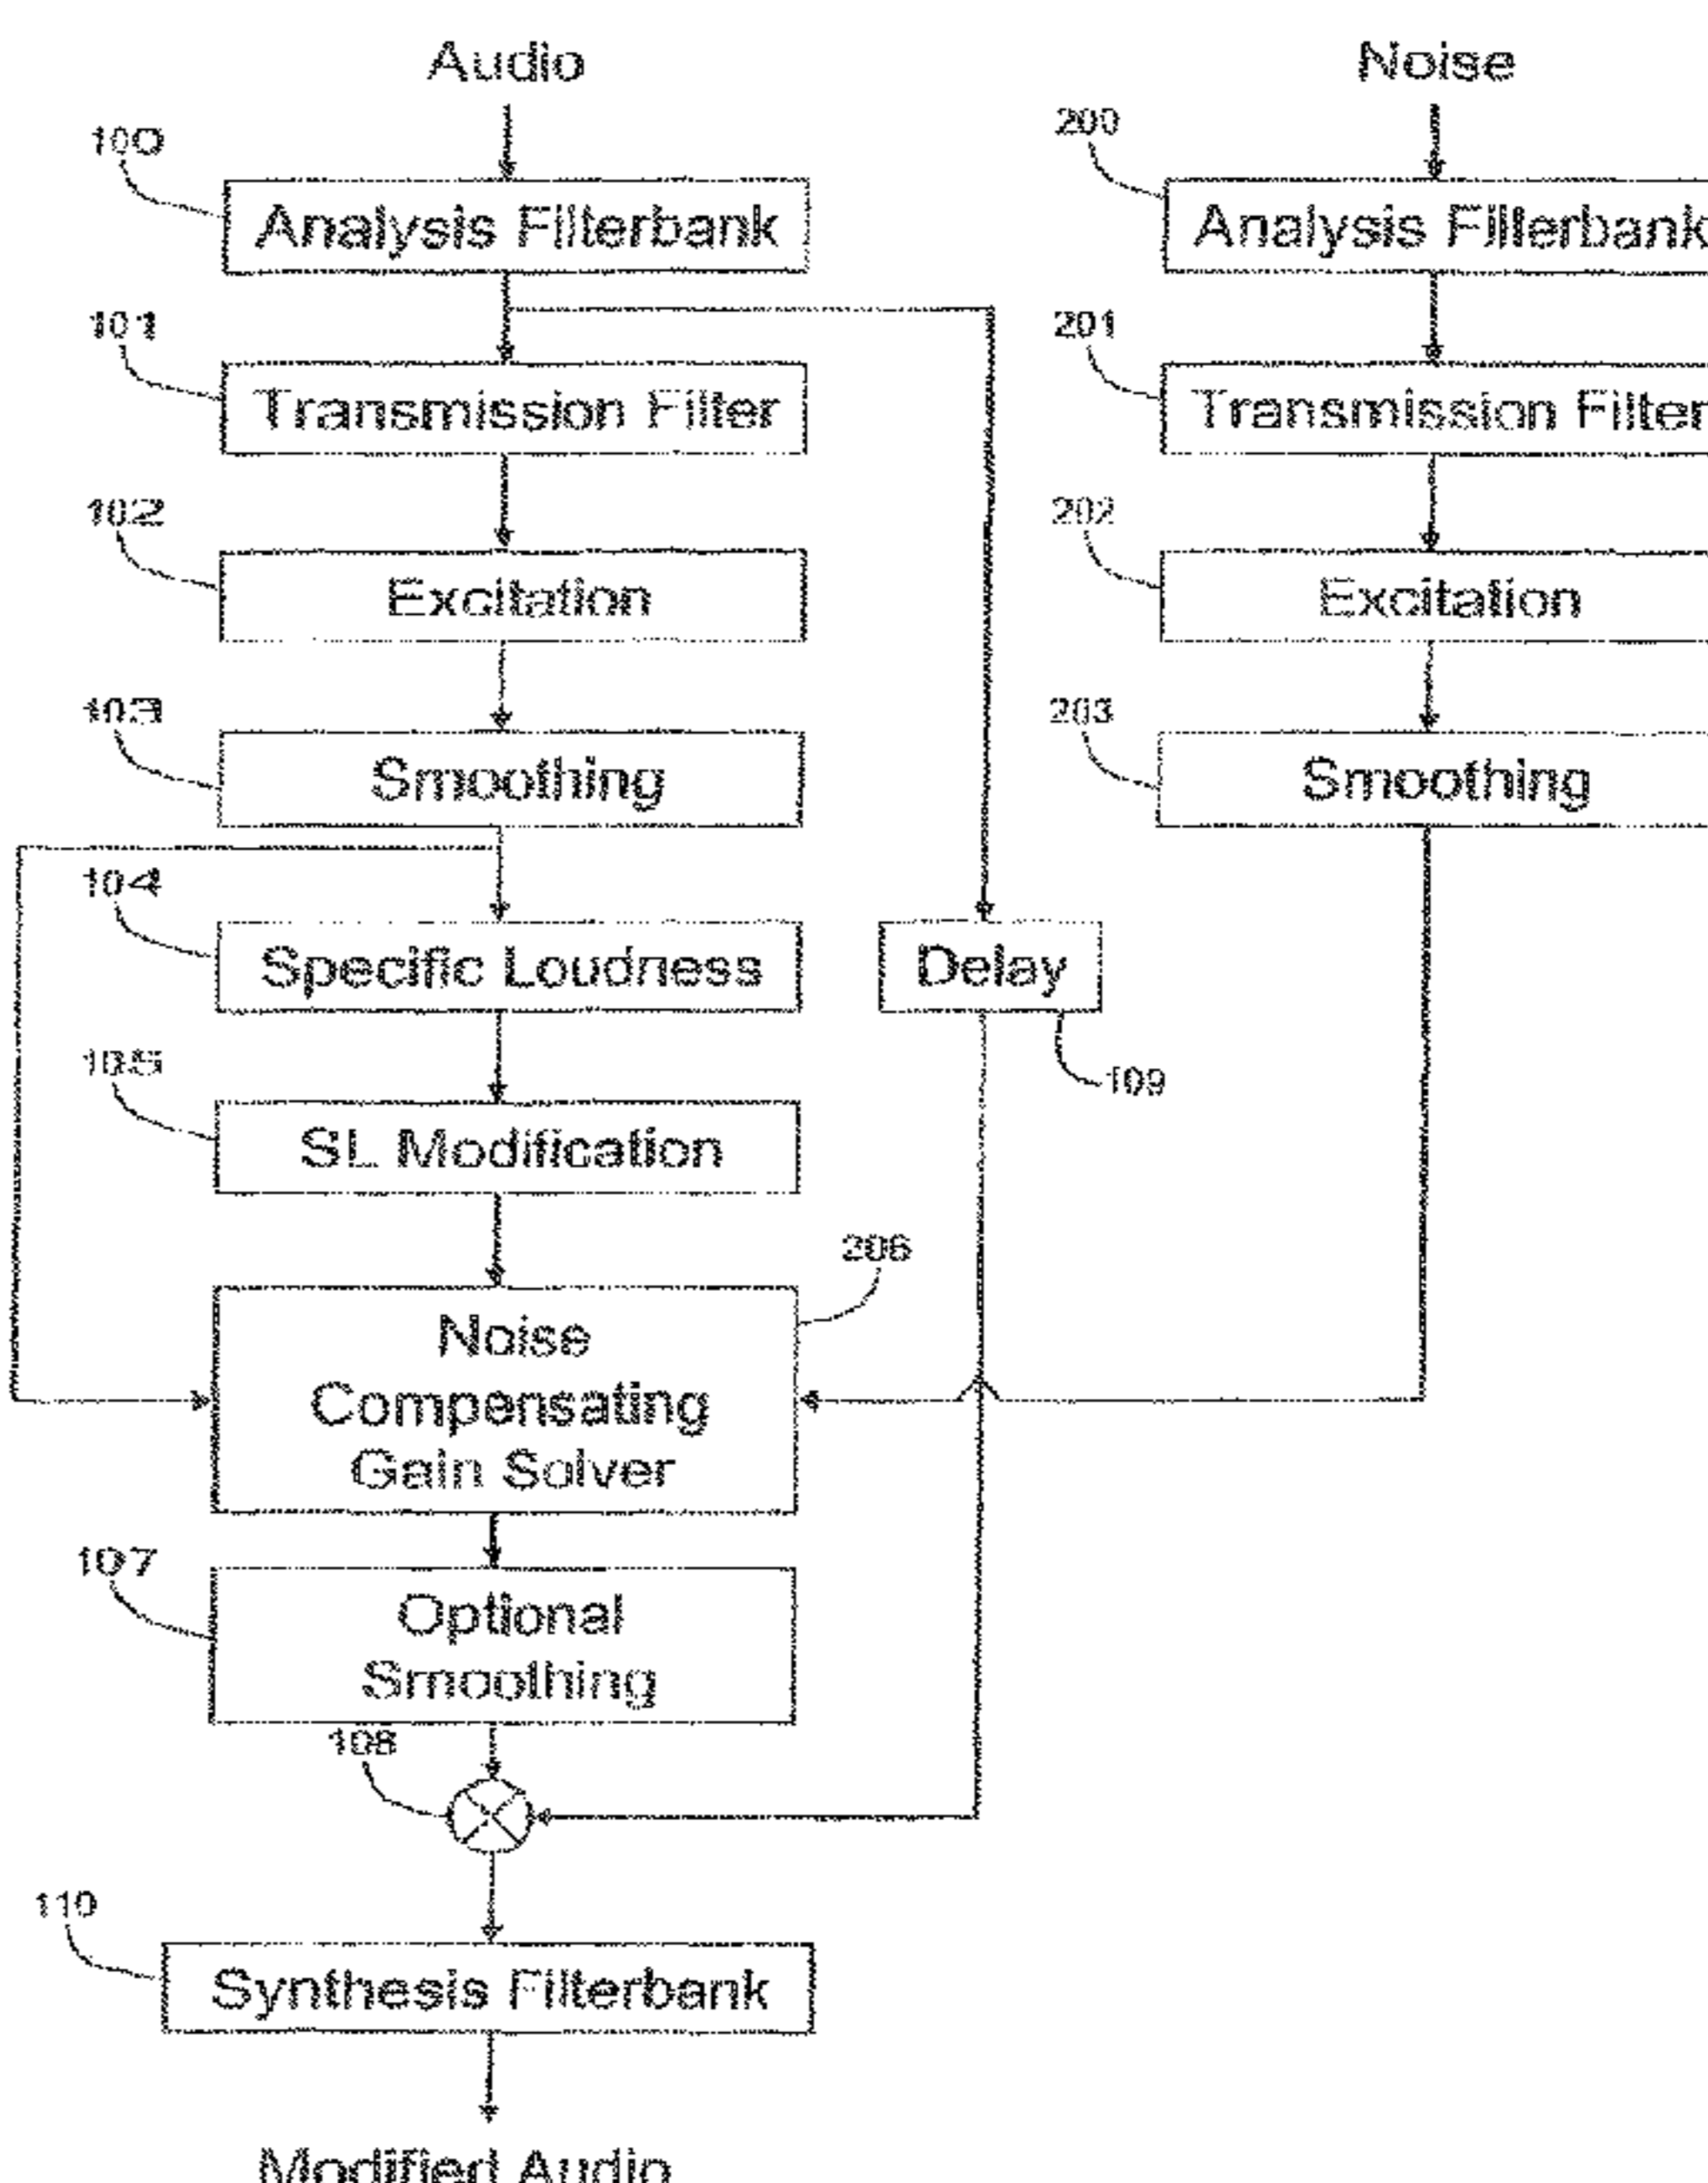 Audio
Noise
100
200
Analysis Filterbank
Analysis Filterbank
101
201
Transmission Filter
Transmission Filter
102
202
Excitation
Excitation
103
203
Smoothing
Smoothing
104
Specific Loudness
Delay
105
109
SL Modification
206
Noise
Compensating
Gain Solver
107
Optional
Smoothing
108
110
Synthesis Filterbank
Modified Audio